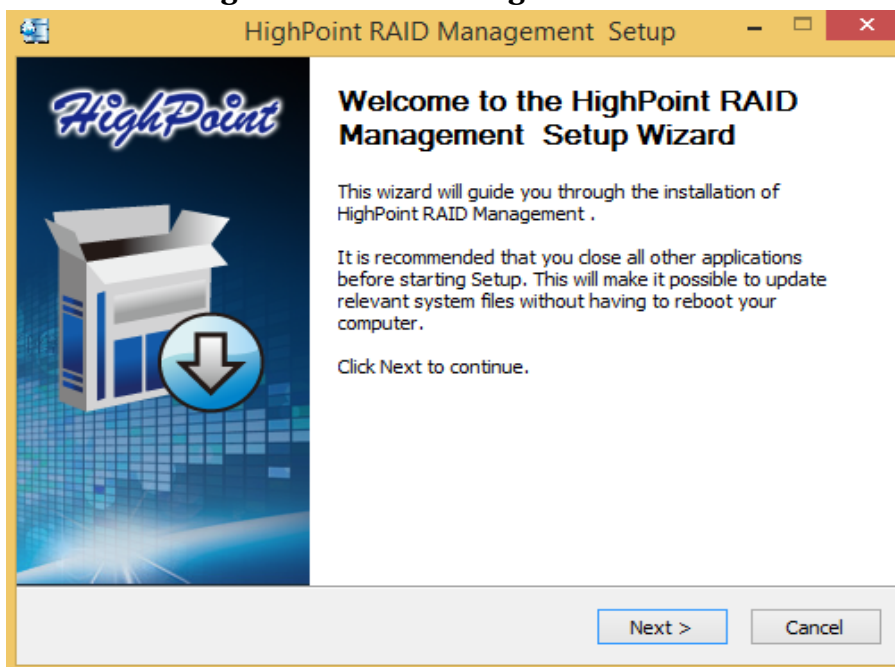 HighPoint RAID Management  Setup
HighPoint
Welcome to the HighPoint RAID
Management  Setup Wizard
This wizard will guide you through the installation of
HighPoint RAID Management .
It is recommended that you close all other applications
before starting Setup. This will make it possible to update
relevant system files without having to reboot your
computer.
Click Next to continue.
Next >
Cancel